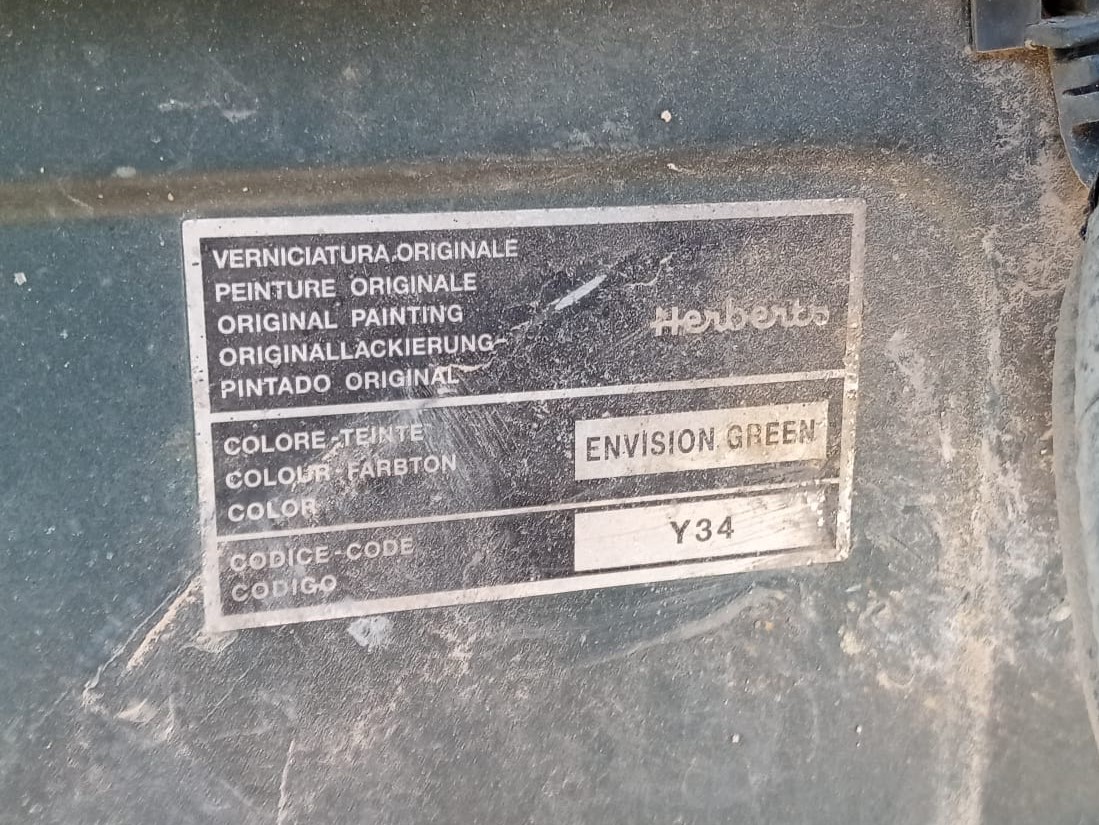 VERNICIATURA ORIGINALE
PEINTURE ORIGINALE
ORIGINAL PAINTING
ORIGINALLACKIERUNG
PINTADO ORIGINAL
Herberts
COLORE-TEINTE
COLOUR-FARBTON
COLOR
ENVISION GREEN
CODICE-CODE
CODIGO
Y34